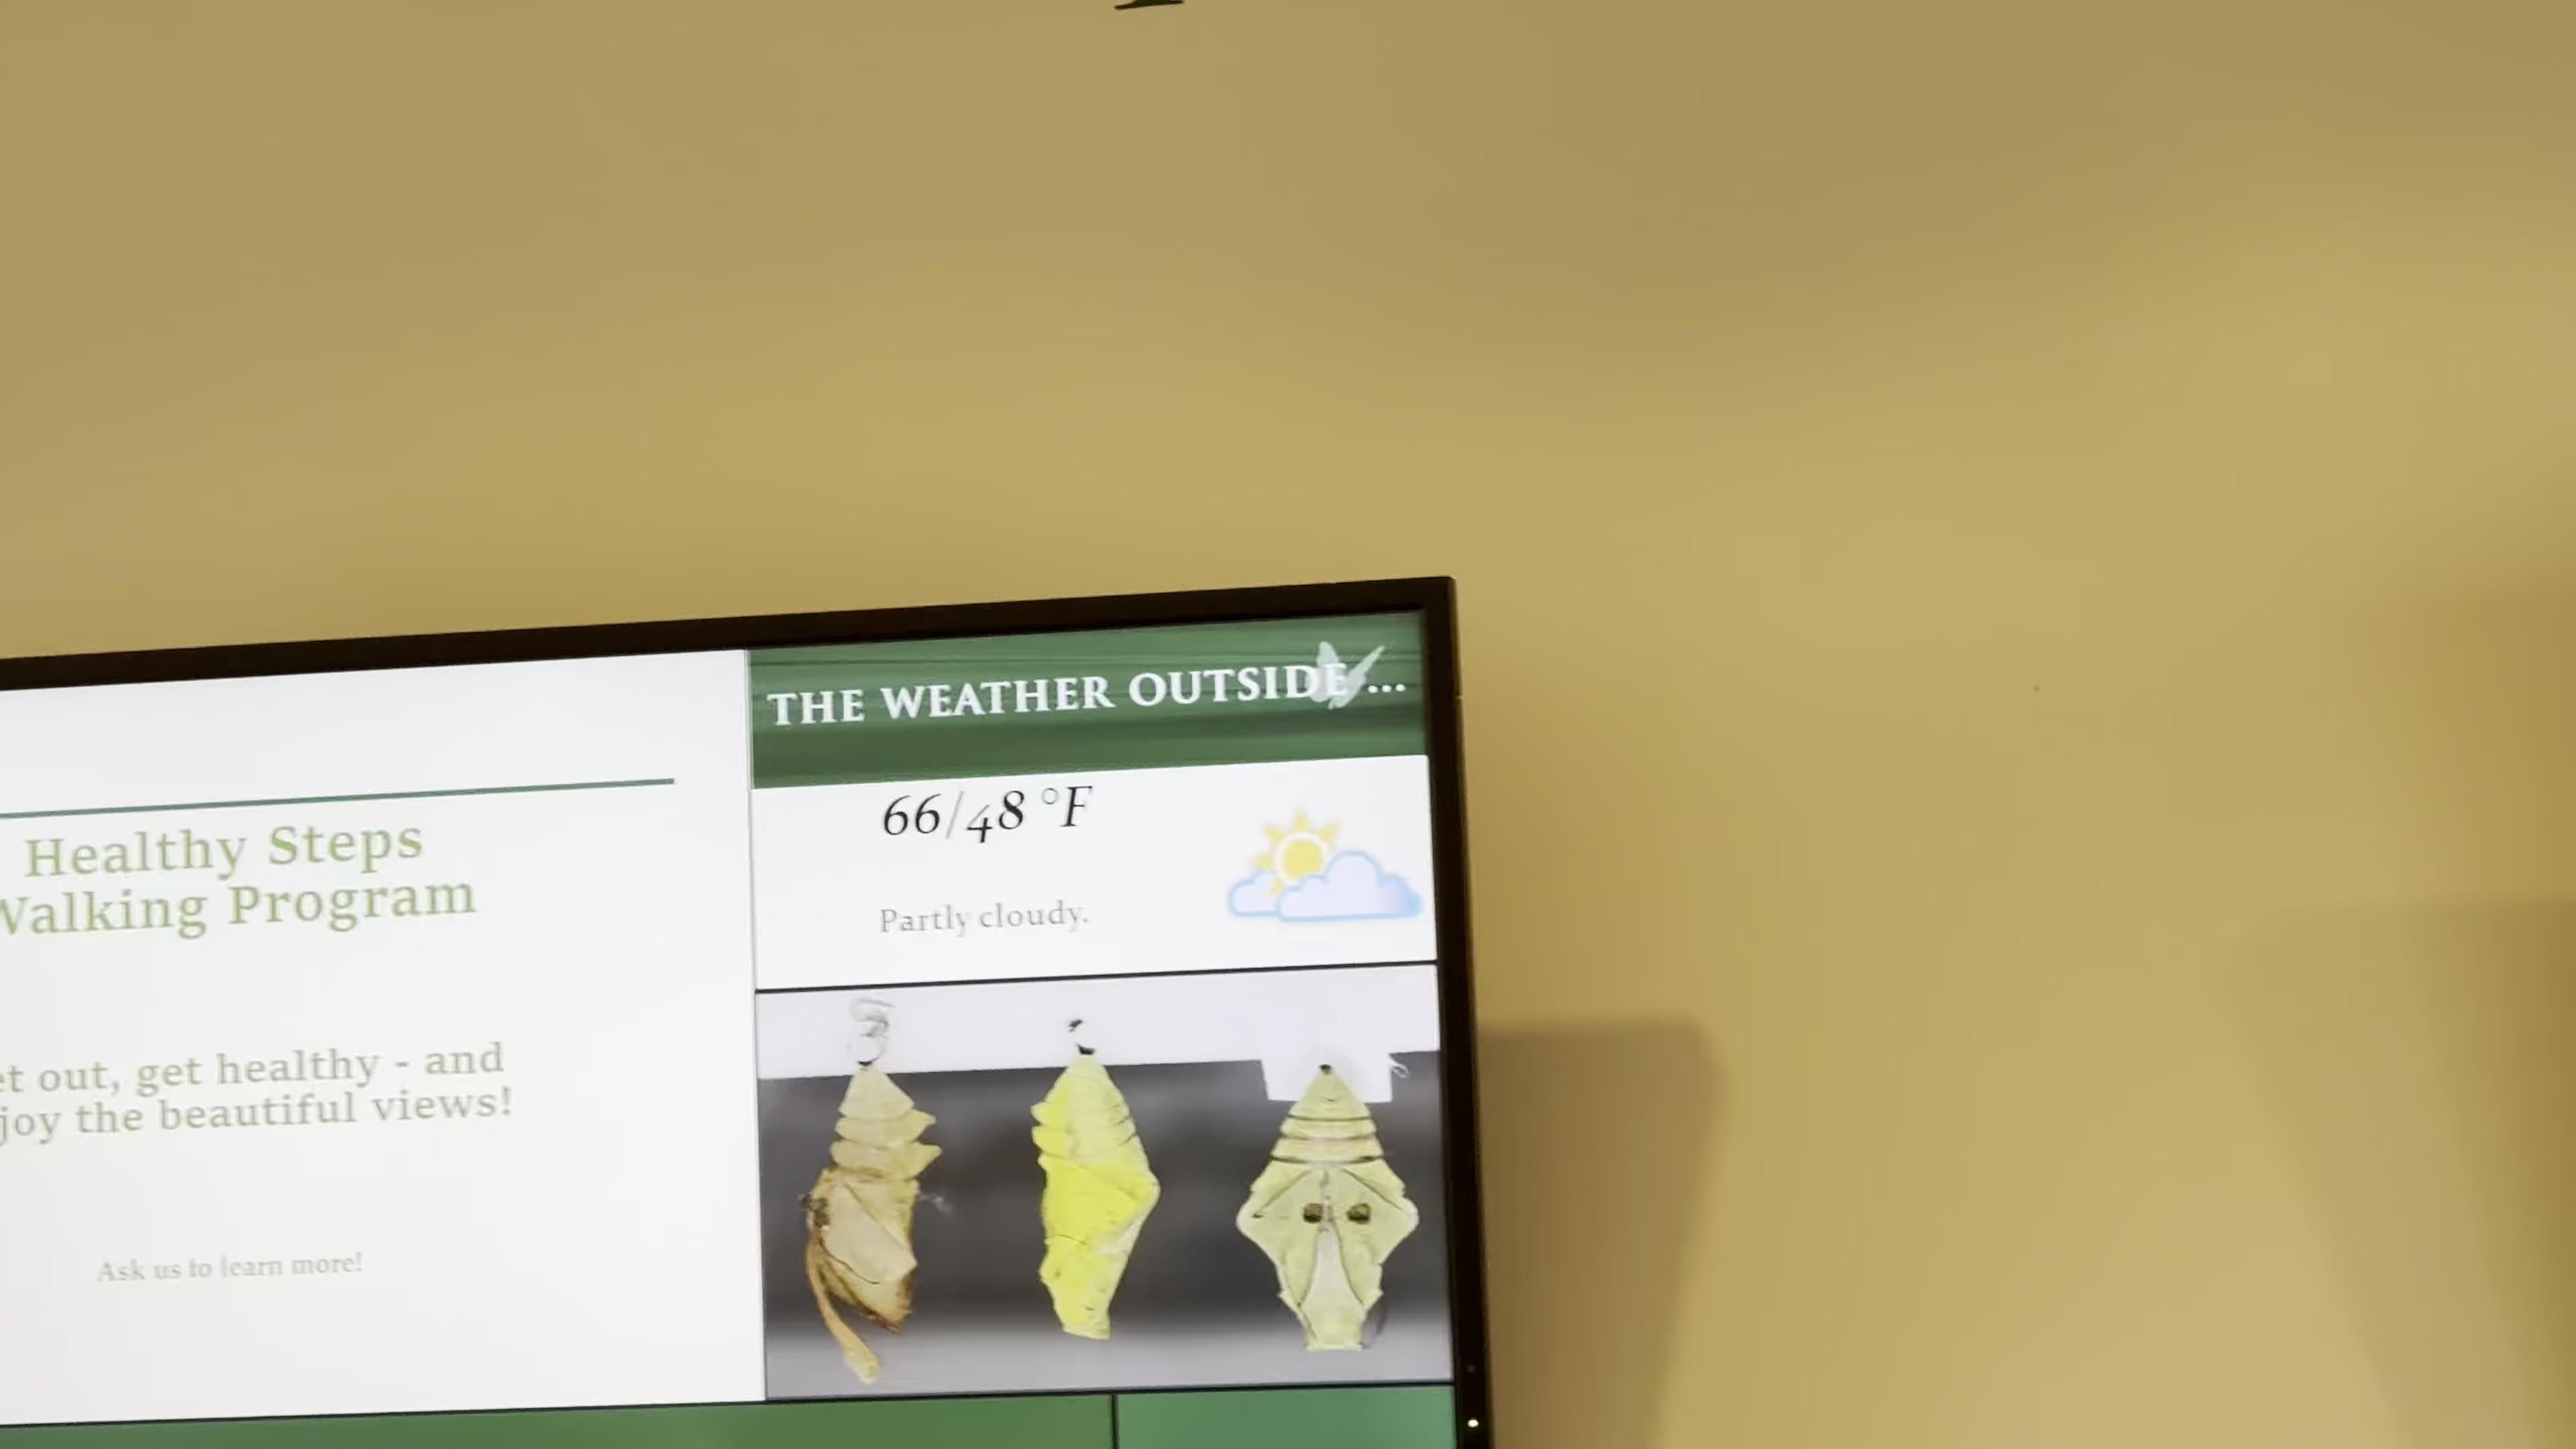 THE WEATHER OUTSIDE ...
66/48 °F
Partly cloudy.
Healthy Steps
Walking Program
et out, get healthy - and
joy the beautiful views!
Ask us to learn more!